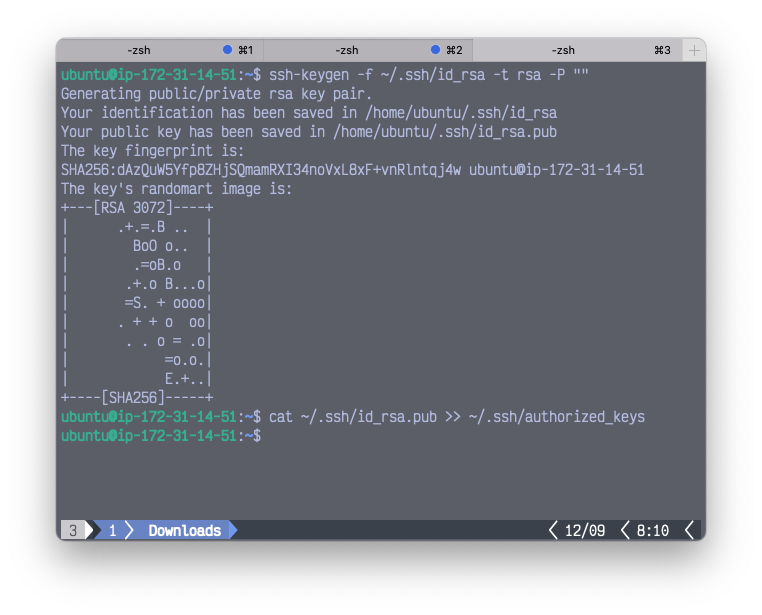 -zsh ⌘1 -zsh ⌘2 -zsh ⌘3 +
ubuntu@ip-172-31-14-51:~$ ssh-keygen -f ~/.ssh/id_rsa -t rsa -P ""
Generating public/private rsa key pair.
Your identification has been saved in /home/ubuntu/.ssh/id_rsa
Your public key has been saved in /home/ubuntu/.ssh/id_rsa.pub
The key fingerprint is:
SHA256:dAzQuW5Yfp8ZHjSQmamRXI34noVxL8xF+vnRlntqj4w ubuntu@ip-172-31-14-51
The key's randomart image is:
+---[RSA 3072]----+
|      .+.=.B ..  |
|        BoO o..  |
|        .=oB.o   |
|       .+.o B...o|
|       =S. + oooo|
|      . + + o  oo|
|       . . o = .o|
|            =o.o.|
|            E.+..|
+----[SHA256]-----+
ubuntu@ip-172-31-14-51:~$ cat ~/.ssh/id_rsa.pub >> ~/.ssh/authorized_keys
ubuntu@ip-172-31-14-51:~$
3 1 Downloads 12/09 8:10